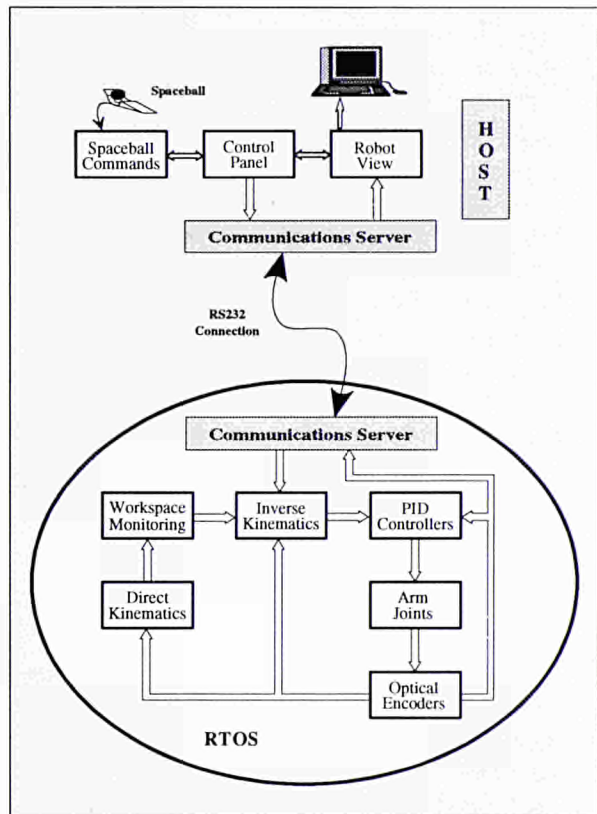 Spaceball
Spaceball
Commands
Control
Panel
Robot
View
H
O
S
T
Communications Server
RS232
Connection
Communications Server
Workspace
Monitoring
Inverse
Kinematics
PID
Controllers
Direct
Kinematics
Arm
Joints
Optical
Encoders
RTOS